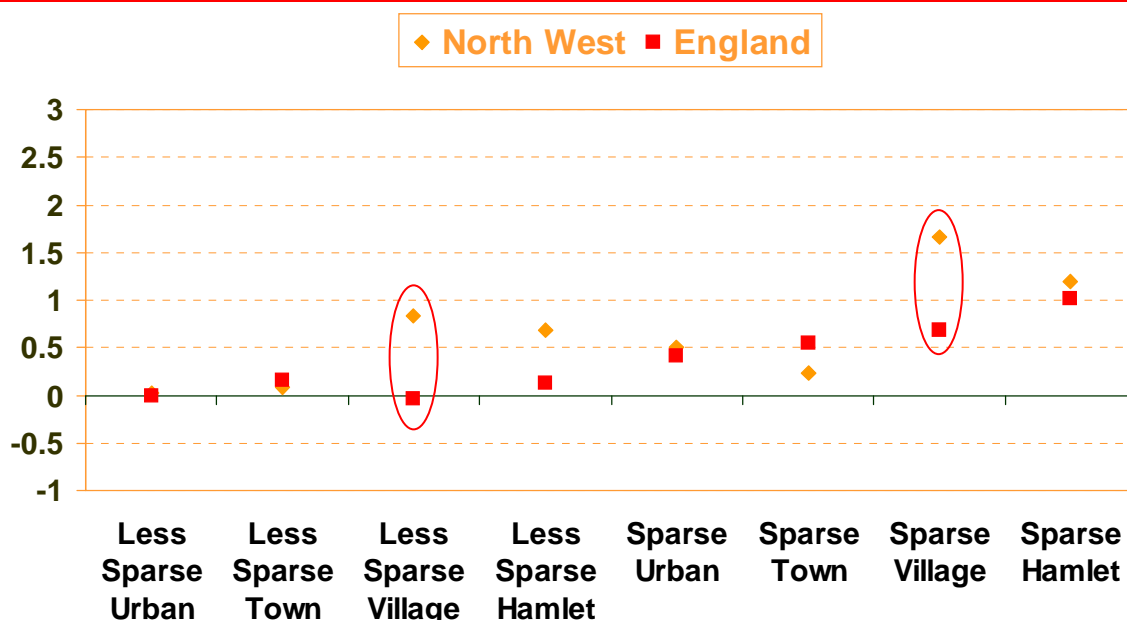 North West England
3
2.5
2
1.5
1
0.5
0
-0.5
-1
Less Sparse Urban
Less Sparse Town
Less Sparse Village
Less Sparse Hamlet
Sparse Urban
Sparse Town
Sparse Village
Sparse Hamlet